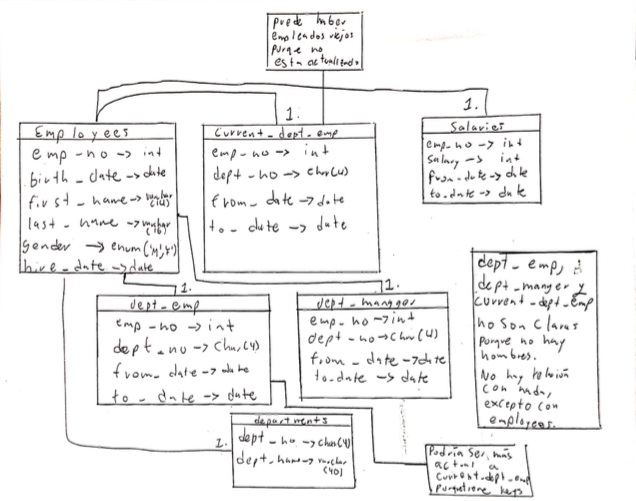 puede haber
empleados viejos
porque no
esta actualizado
1.
1.
Employees
emp_no → int
birth_date → date
first_name → varchar(14)
last_name → varchar(16)
gender → enum('M','F')
hire_date → date
Current_dept_emp
emp_no → int
dept_no → char(4)
from_date → date
to_date → date
Salaries
emp_no → int
salary → int
from_date → date
to_date → date
1.
1.
dept_emp
emp_no → int
dept_no → char(4)
from_date → date
to_date → date
dept_manager
emp_no → int
dept_no → char(4)
from_date → date
to_date → date
dept_emp,
dept_manger y
current_dept_emp
no son claras
porque no hay
nombres.
No hay relación
con nada,
excepto con
employees.
1.
departments
dept_no → char(4)
dept_name → varchar(40)
Podría ser más
actual a
current_dept_emp
porque tiene keys